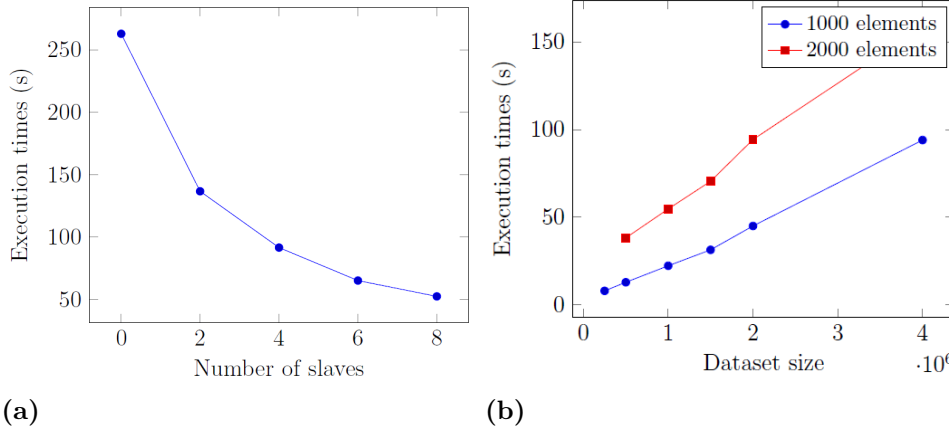 250
200
150
100
50
Execution times (s)
0 2 4 6 8
Number of slaves
(a)
1000 elements
2000 elements
150
100
50
0
Execution times (s)
0 1 2 3 4
Dataset size
·10⁶
(b)